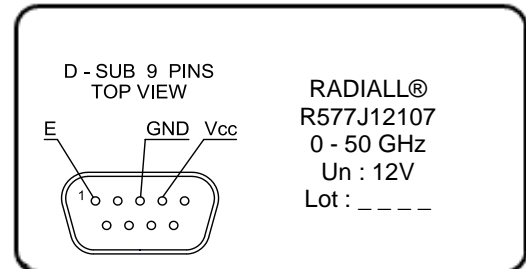 D - SUB 9 PINS
TOP VIEW
E GND Vcc
1
RADIALL®
R577J12107
0 - 50 GHz
Un : 12V
Lot : _ _ _ _